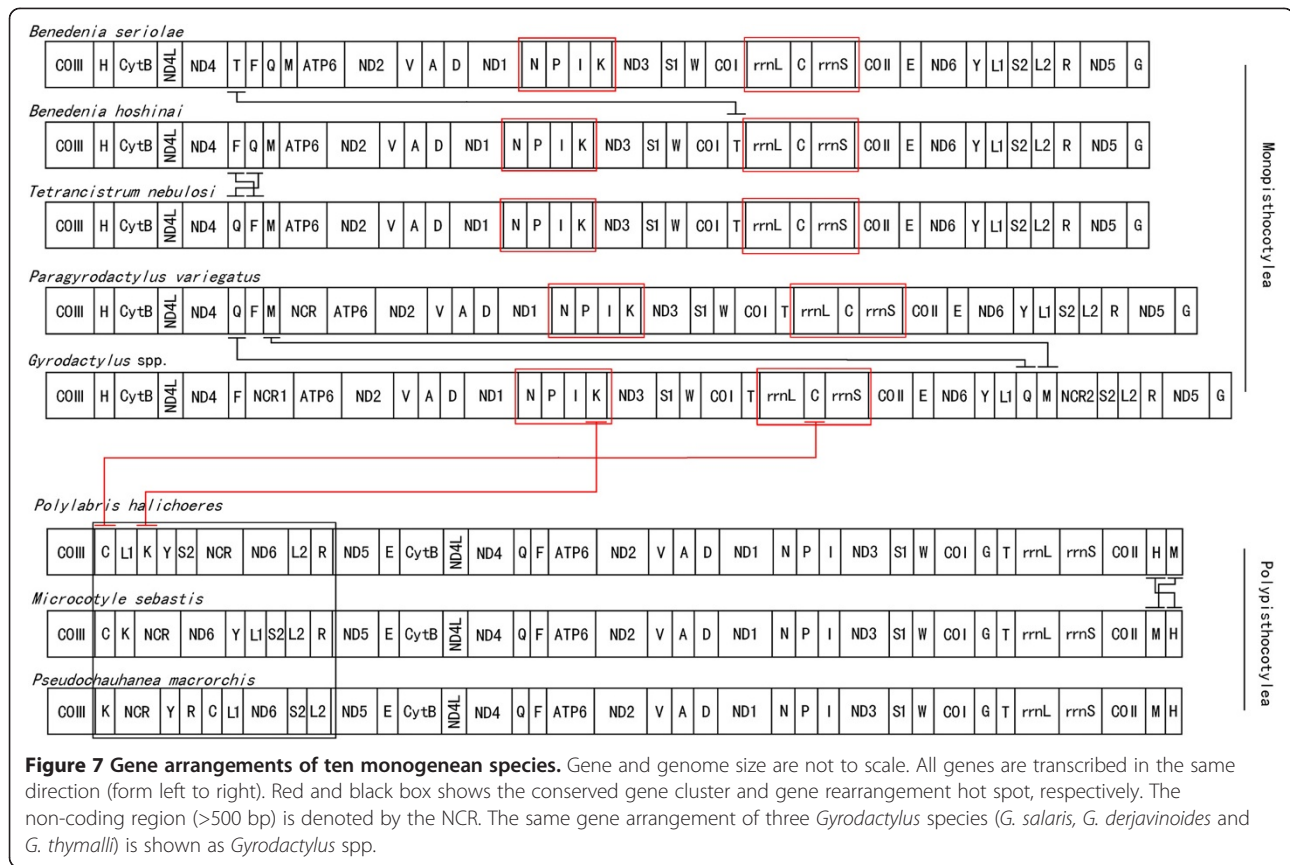 Benedenia seriolae
COIII H CytB ND4L ND4 T F Q M ATP6 ND2 V A D ND1 N P I K ND3 S1 W COI rrnL C rrnS COII E ND6 Y L1 S2 L2 R ND5 G
Benedenia hoshinai
COIII H CytB ND4L ND4 F Q M ATP6 ND2 V A D ND1 N P I K ND3 S1 W COI T rrnL C rrnS COII E ND6 Y L1 S2 L2 R ND5 G
Tetrancistrum nebulosi
COIII H CytB ND4L ND4 Q F M ATP6 ND2 V A D ND1 N P I K ND3 S1 W COI T rrnL C rrnS COII E ND6 Y L1 S2 L2 R ND5 G
Paragyrodactylus variegatus
COIII H CytB ND4L ND4 Q F M NCR ATP6 ND2 V A D ND1 N P I K ND3 S1 W COI T rrnL C rrnS COII E ND6 Y L1 S2 L2 R ND5 G
Gyrodactylus spp.
COIII H CytB ND4L ND4 F NCR1 ATP6 ND2 V A D ND1 N P I K ND3 S1 W COI T rrnL C rrnS COII E ND6 Y L1 Q M NCR2 S2 L2 R ND5 G
Monopisthocotylea
Polylabris halichoeres
COIII C L1 K Y S2 NCR ND6 L2 R ND5 E CytB ND4L ND4 Q F ATP6 ND2 V A D ND1 N P I ND3 S1 W COI G T rrnL rrnS COII H M
Microcotyle sebastis
COIII C K NCR ND6 Y L1 S2 L2 R ND5 E CytB ND4L ND4 Q F ATP6 ND2 V A D ND1 N P I ND3 S1 W COI G T rrnL rrnS COII M H
Pseudochauhanea macrorchis
COIII K NCR Y R C L1 ND6 S2 L2 ND5 E CytB ND4L ND4 Q F ATP6 ND2 V A D ND1 N P I ND3 S1 W COI G T rrnL rrnS COII M H
Polypisthocotylea
Figure 7 Gene arrangements of ten monogenean species. Gene and genome size are not to scale. All genes are transcribed in the same
direction (form left to right). Red and black box shows the conserved gene cluster and gene rearrangement hot spot, respectively. The
non-coding region (>500 bp) is denoted by the NCR. The same gene arrangement of three Gyrodactylus species (G. salaris, G. derjavinoides and
G. thymalli) is shown as Gyrodactylus spp.